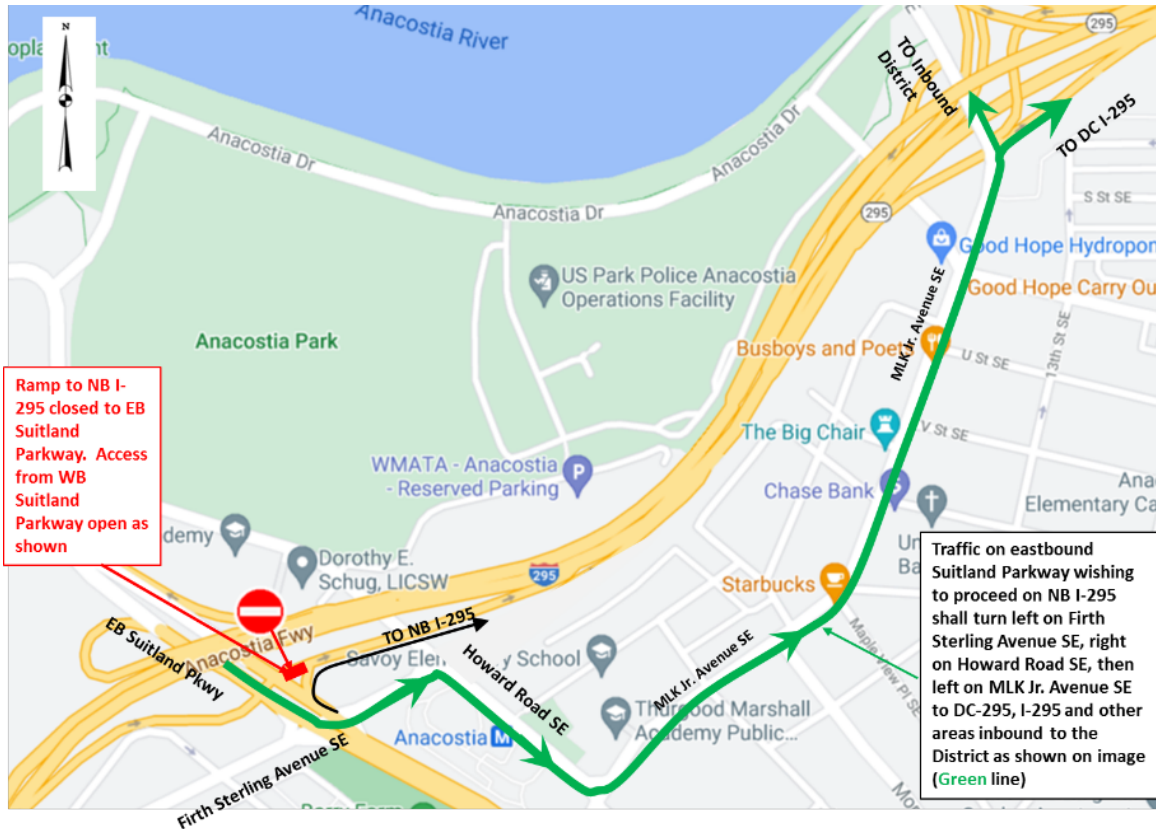 N
Anacostia River
295
TO Inbound
District
TO DC I-295
Anacostia Dr
Anacostia Dr
Anacostia Dr
295
S St SE
Good Hope Hydropon
Good Hope Carry Ou
US Park Police Anacostia
Operations Facility
MLK Jr. Avenue SE
13th St SE
Anacostia Park
Busboys and Poets
U St SE
Ramp to NB I-
295 closed to EB
Suitland
Parkway. Access
from WB
Suitland
Parkway open as
shown
The Big Chair
V St SE
WMATA - Anacostia
- Reserved Parking
P
Chase Bank
Ana
Elementary Ca
demy
Un
Ba
Dorothy E.
Schug, LICSW
295
Starbucks
Traffic on eastbound
Suitland Parkway wishing
to proceed on NB I-295
shall turn left on Firth
Sterling Avenue SE, right
on Howard Road SE, then
left on MLK Jr. Avenue SE
to DC-295, I-295 and other
areas inbound to the
District as shown on image
(Green line)
EB Suitland Pkwy
Anacostia Fwy
TO NB I-295
Savoy Elem
y School
Howard Road SE
MLK Jr. Avenue SE
Maple View Pl SE
Thurgood Marshall
Academy Public...
Anacostia M
Firth Sterling Avenue SE